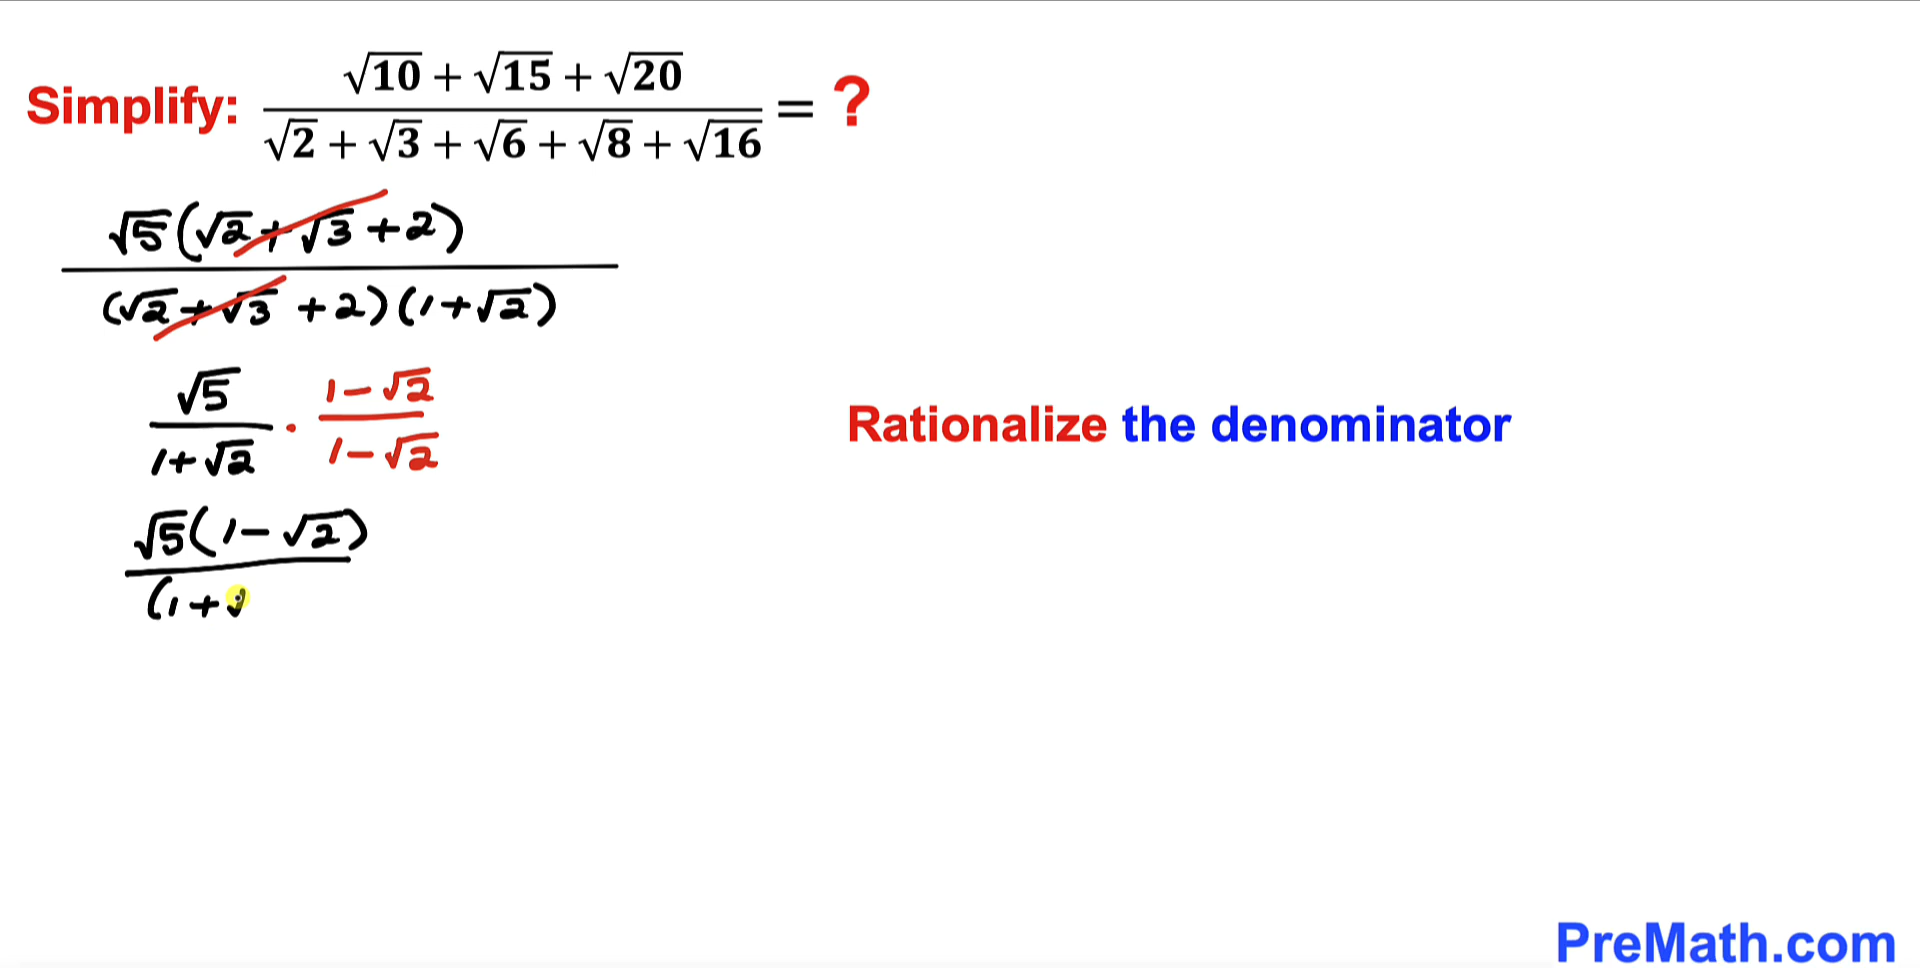 Simplify: (√10 + √15 + √20)/(√2 + √3 + √6 + √8 + √16) = ?
√5(√2+√3+2)
(√2+√3+2)(1+√2)
√5/(1+√2) · (1-√2)/(1-√2)
Rationalize the denominator
√5(1-√2)
(1+
PreMath.com